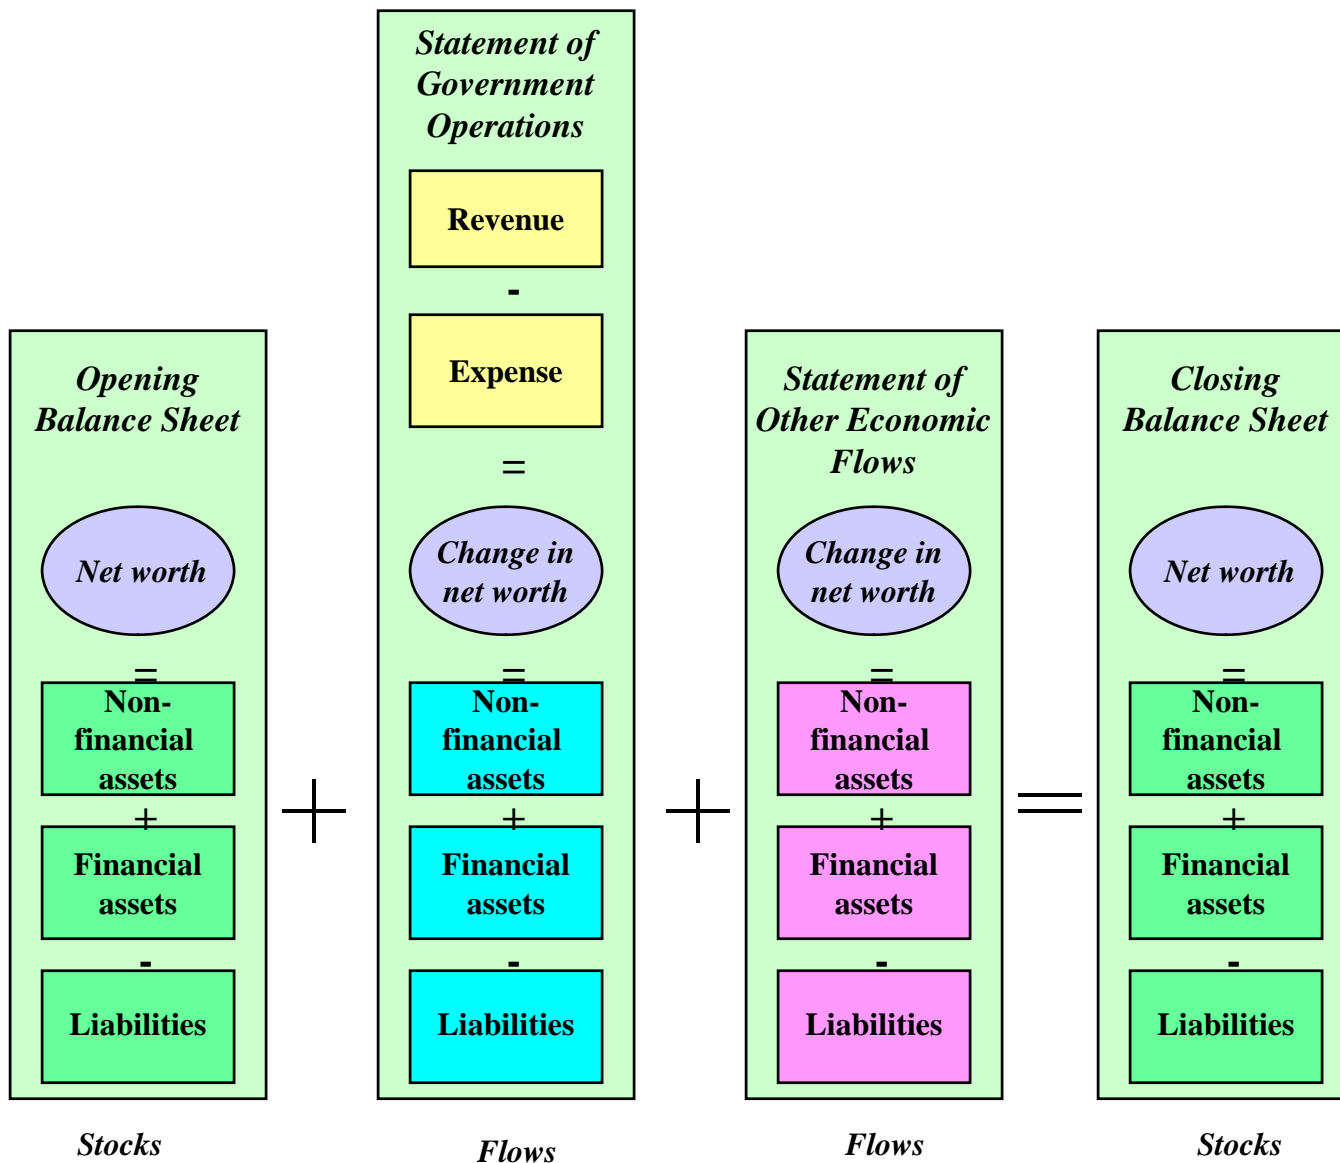 Opening
Balance Sheet
Net worth
=
Non-
financial
assets
+
Financial
assets
-
Liabilities
Stocks
+
Statement of
Government
Operations
Revenue
-
Expense
=
Change in
net worth
=
Non-
financial
assets
+
Financial
assets
-
Liabilities
Flows
+
Statement of
Other Economic
Flows
Change in
net worth
=
Non-
financial
assets
+
Financial
assets
-
Liabilities
Flows
=
Closing
Balance Sheet
Net worth
=
Non-
financial
assets
+
Financial
assets
-
Liabilities
Stocks